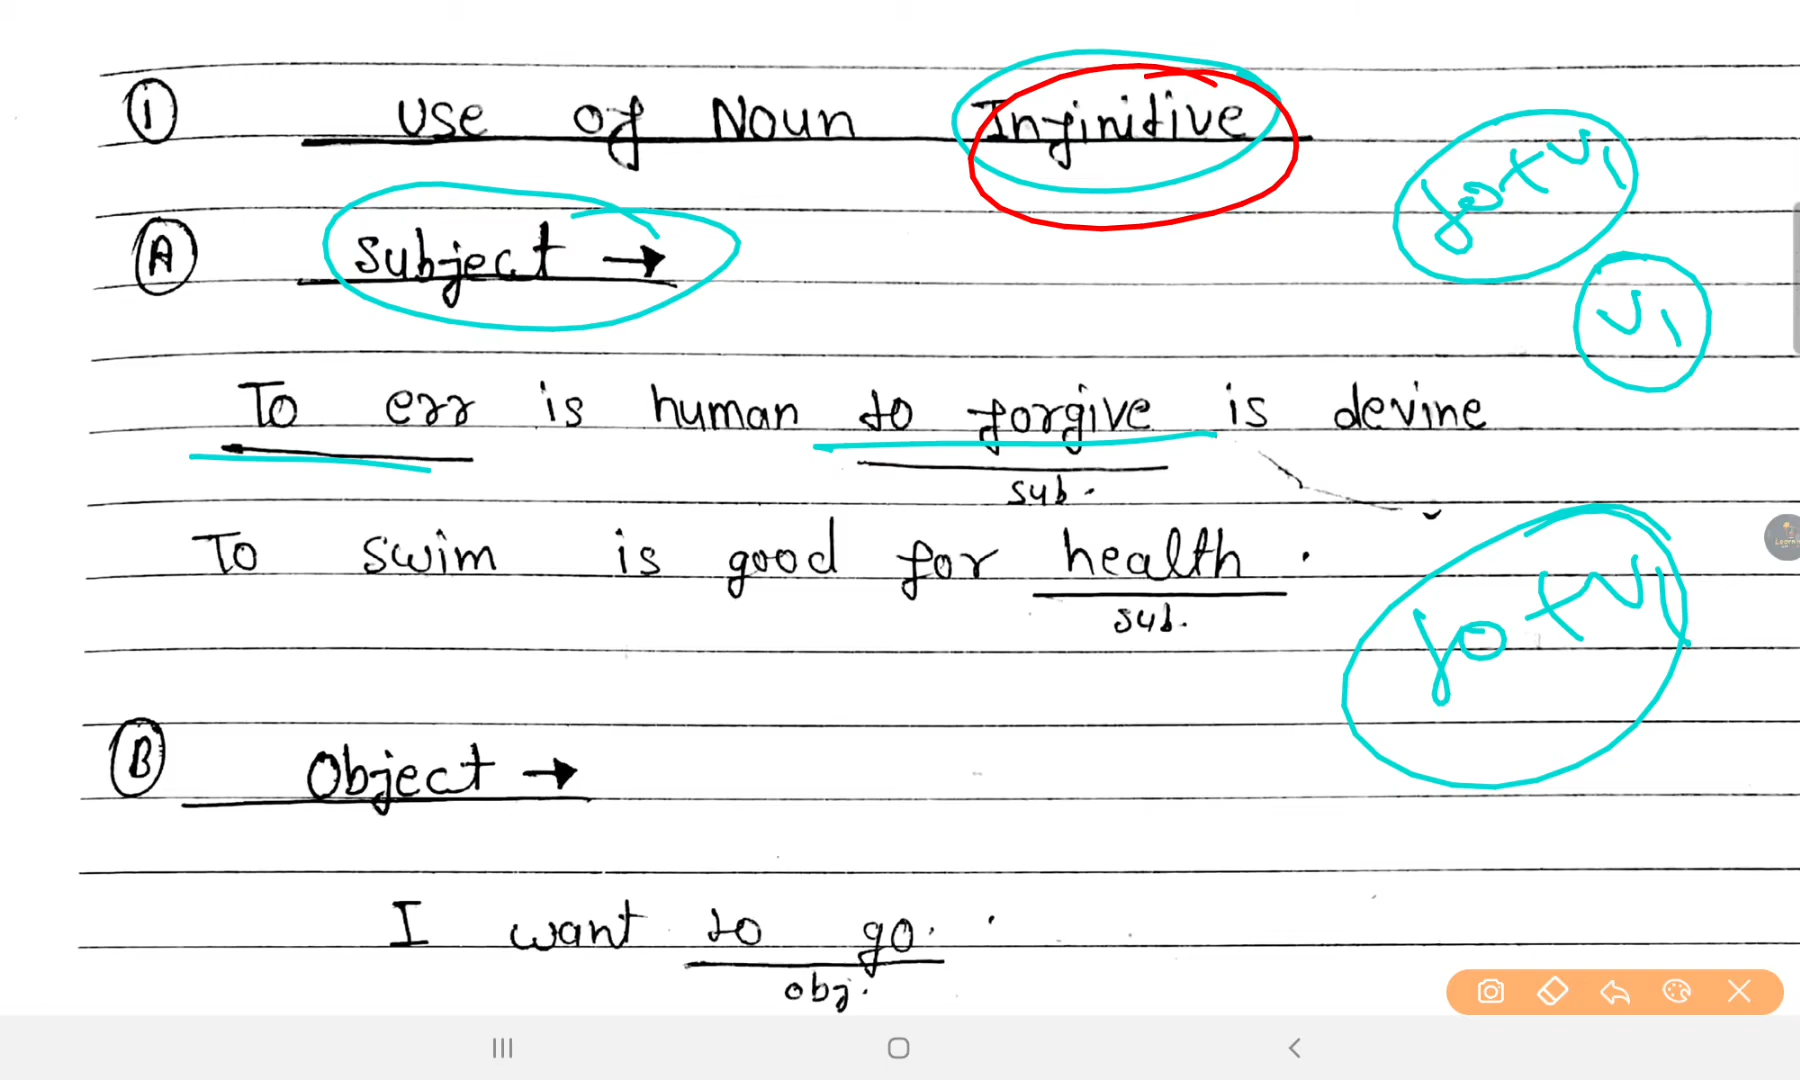 1 Use of Noun Infinitive
to+V1
A Subject →
V1
To err is human to forgive is devine
sub.
To swim is good for health.
sub.
to+V1
B Object →
I want to go.
obj.